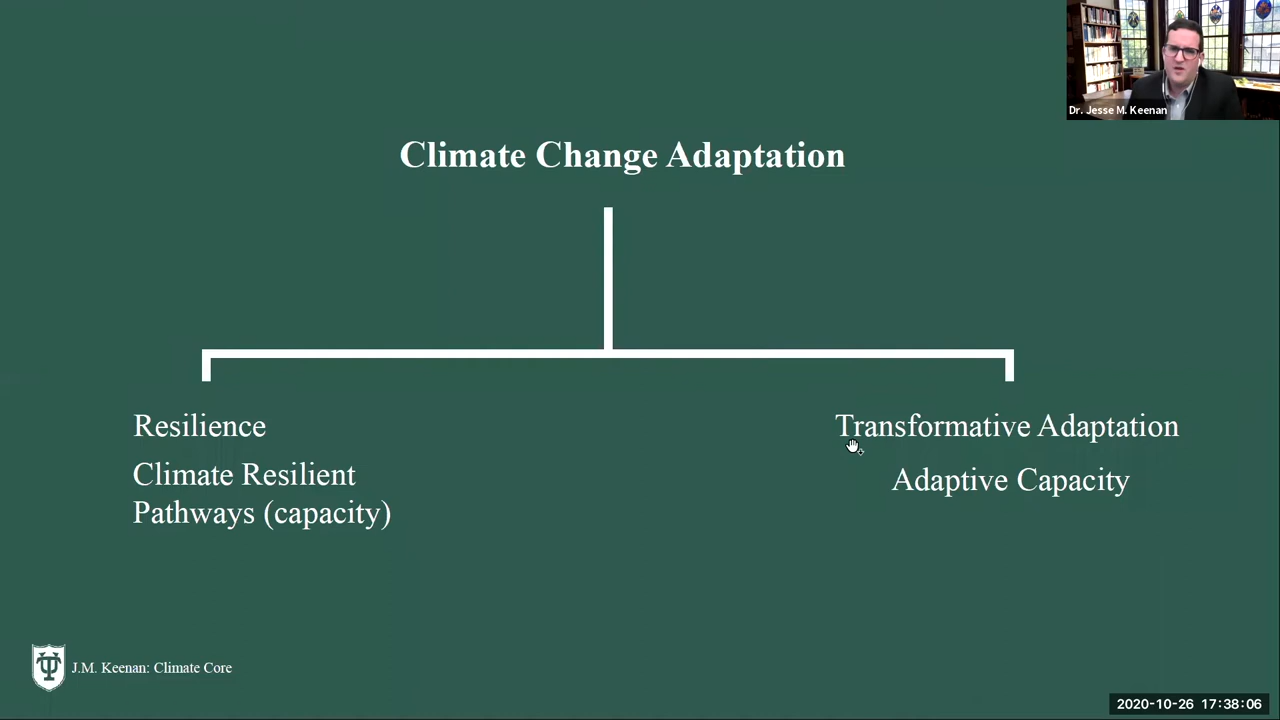 Dr. Jesse M. Keenan
Climate Change Adaptation
Resilience
Climate Resilient
Pathways (capacity)
Transformative Adaptation
Adaptive Capacity
J.M. Keenan: Climate Core
2020-10-26 17:38:06